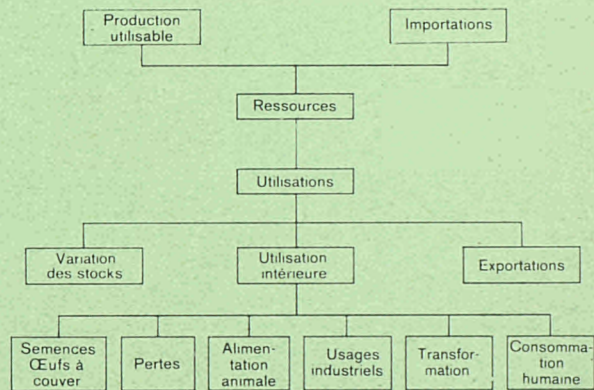 Production
utilisable
Importations
Ressources
Utilisations
Variation
des stocks
Utilisation
intérieure
Exportations
Semences
Œufs à
couver
Pertes
Alimen-
tation
animale
Usages
industriels
Transfor-
mation
Consomma-
tion
humaine